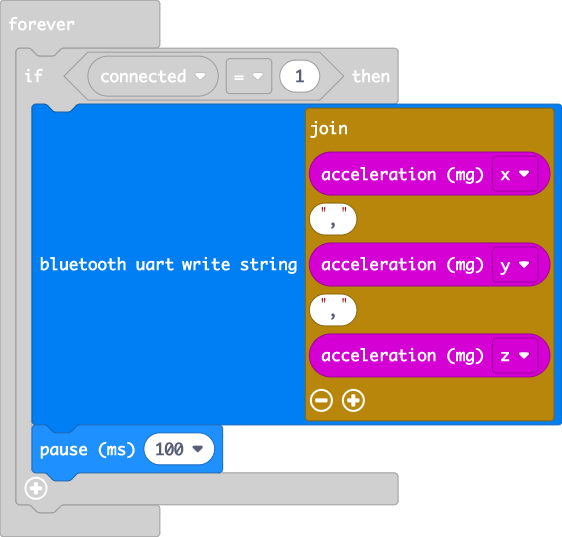 forever
if connected = 1 then
join
acceleration (mg) x
" , "
bluetooth uart write string acceleration (mg) y
" , "
acceleration (mg) z
pause (ms) 100